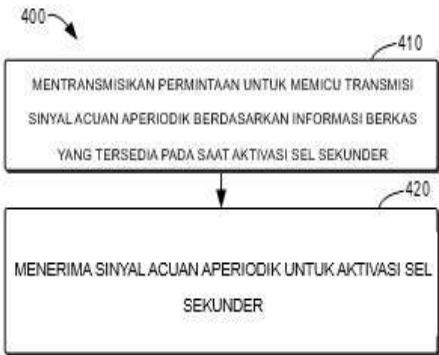 400
410
MENTRANSMISIKAN PERMINTAAN UNTUK MEMICU TRANSMISI
SINYAL ACUAN APERIODIK BERDASARKAN INFORMASI BERKAS
YANG TERSEDIA PADA SAAT AKTIVASI SEL SEKUNDER
420
MENERIMA SINYAL ACUAN APERIODIK UNTUK AKTIVASI SEL
SEKUNDER